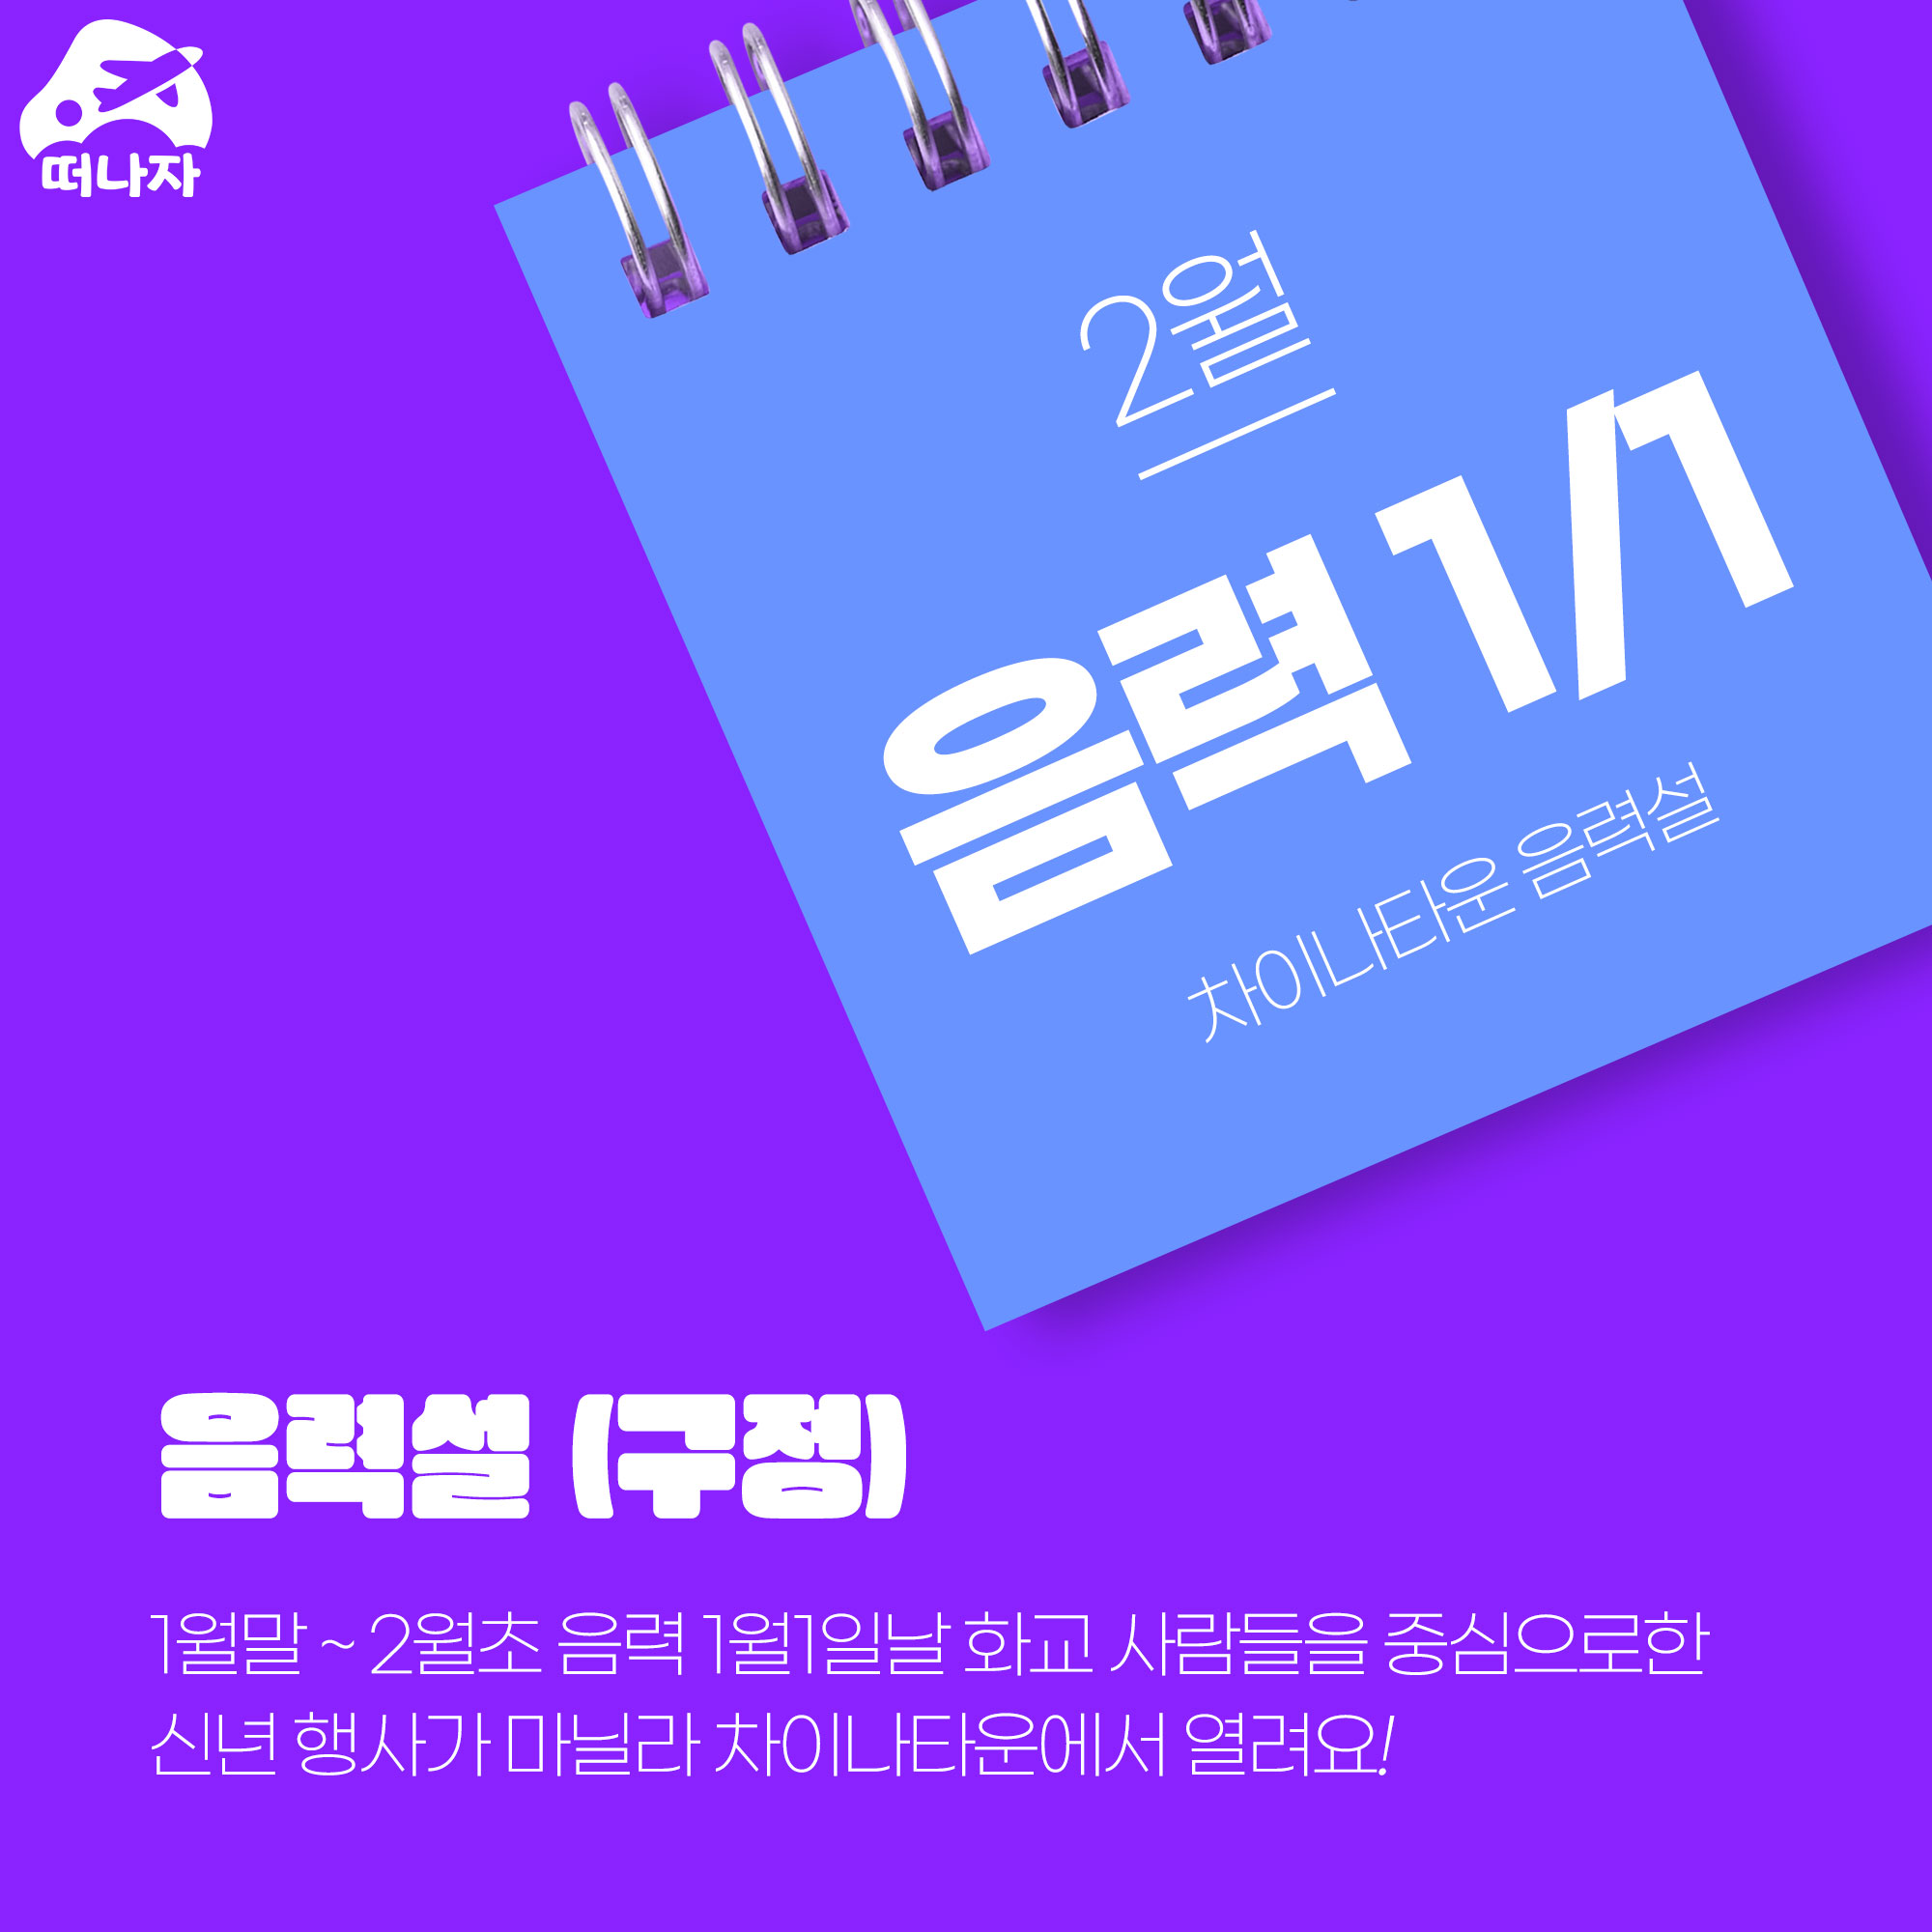 떠나자
2월
음력 1/1
차이나타운 음력설
음력설 (구정)
1월말 ~ 2월초 음력 1월1일날 화교 사람들을 중심으로한
신년 행사가 마닐라 차이나타운에서 열려요!